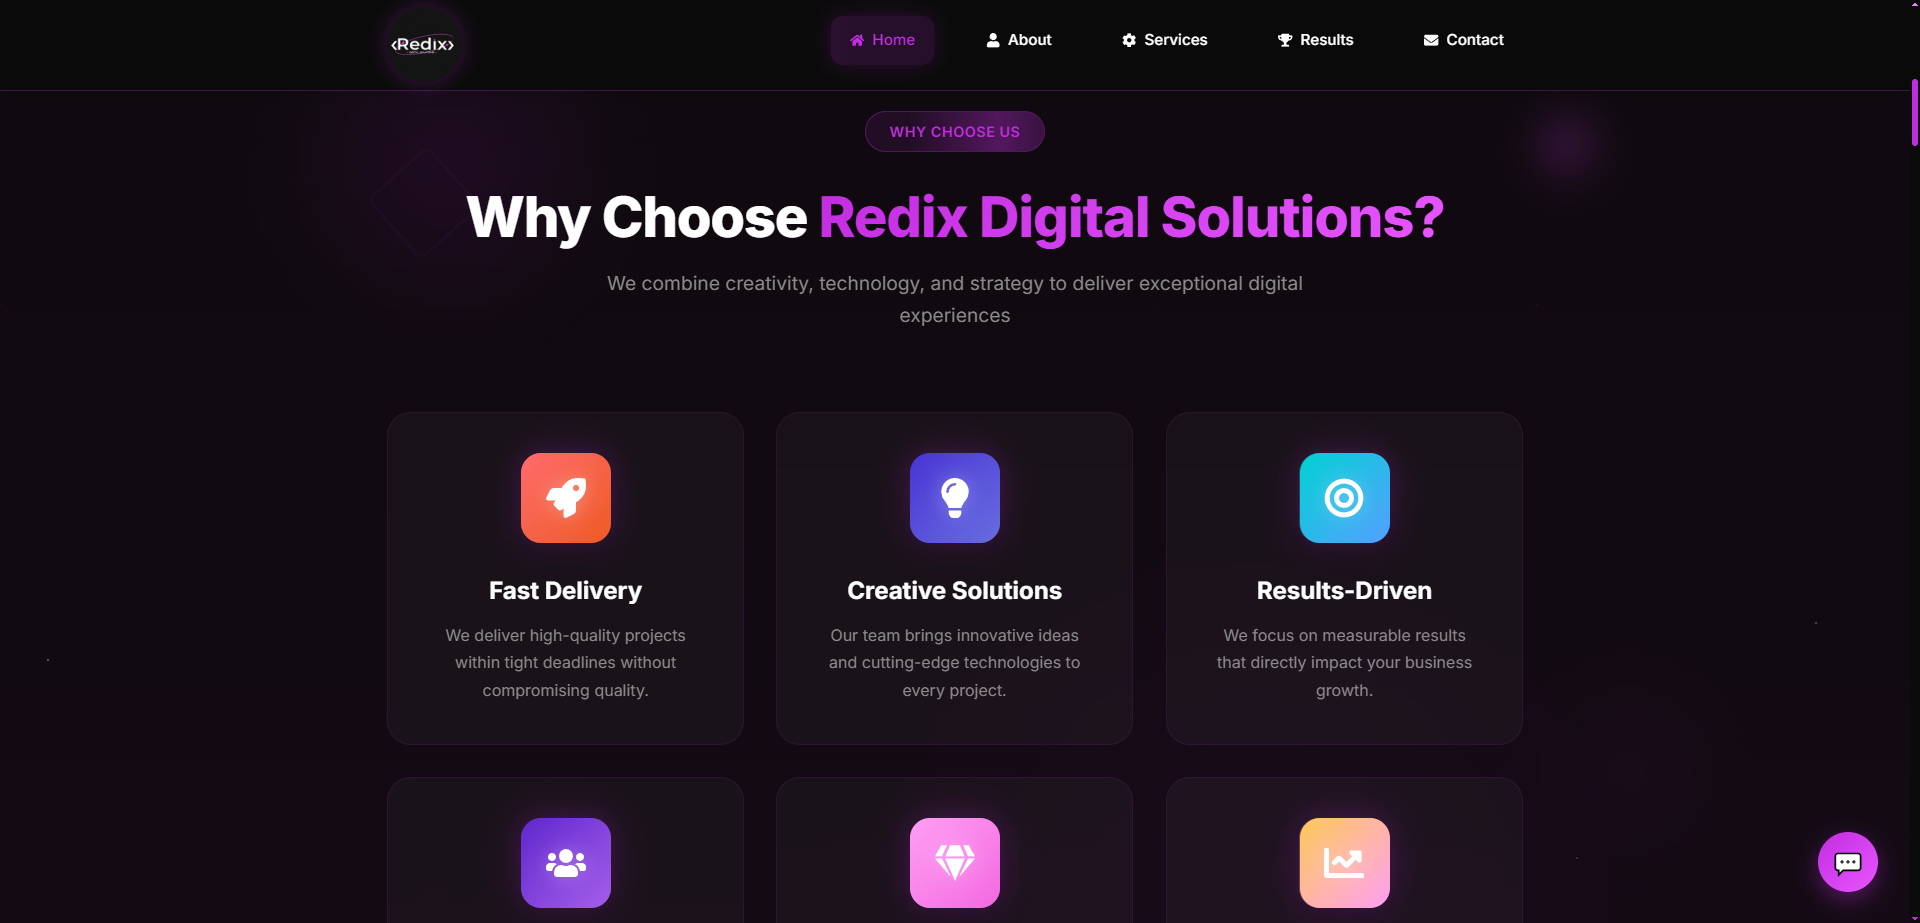 ‹Redix›
Home
About
Services
Results
Contact
WHY CHOOSE US
Why Choose Redix Digital Solutions?
We combine creativity, technology, and strategy to deliver exceptional digital
experiences
Fast Delivery
We deliver high-quality projects
within tight deadlines without
compromising quality.
Creative Solutions
Our team brings innovative ideas
and cutting-edge technologies to
every project.
Results-Driven
We focus on measurable results
that directly impact your business
growth.